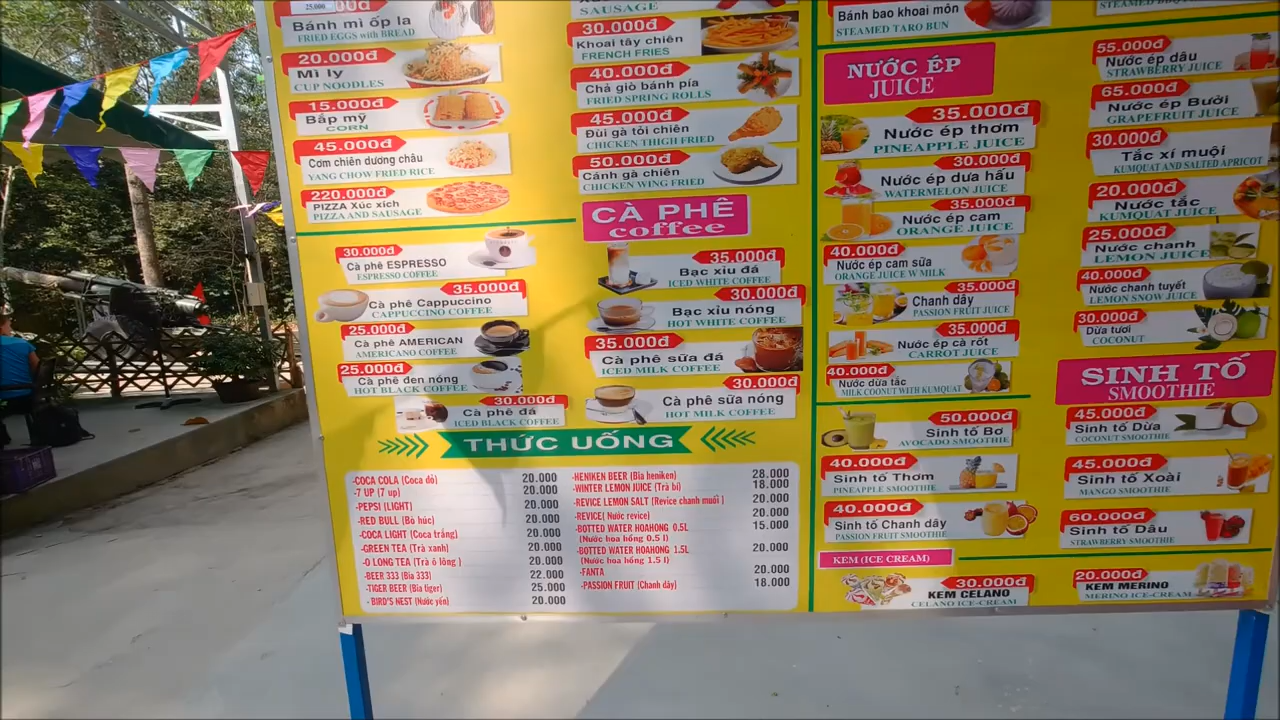 25.000
Bánh mì ốp la
FRIED EGGS with BREAD
20.000đ
Mì ly
CUP NOODLES
15.000đ
Bắp mỹ
CORN
45.000đ
Cơm chiên dương châu
YANG CHOW FRIED RICE
220.000đ
PIZZA Xúc xích
PIZZA AND SAUSAGE
SAUSAGE
30.000đ
Khoai tây chiên
FRENCH FRIES
40.000đ
Chả giò bánh pía
FRIED SPRING ROLLS
45.000đ
Đùi gà tỏi chiên
CHICKEN THIGH FRIED
50.000đ
Cánh gà chiên
CHICKEN WING FRIED
30.000đ
Cà phê ESPRESSO
ESPRESSO COFFEE
35.000đ
Cà phê Cappuccino
CAPPUCCINO COFFEE
25.000đ
Cà phê AMERICAN
AMERICANO COFFEE
25.000đ
Cà phê đen nóng
HOT BLACK COFFEE
30.000đ
Cà phê đá
ICED BLACK COFFEE
CÀ PHÊ
coffee
35.000đ
Bạc xỉu đá
ICED WHITE COFFEE
30.000đ
Bạc xỉu nóng
HOT WHITE COFFEE
35.000đ
Cà phê sữa đá
ICED MILK COFFEE
30.000đ
Cà phê sữa nóng
HOT MILK COFFEE
THỨC UỐNG
-COCA COLA (Coca đỏ) 20.000
-7 UP (7 up) 20.000
-PEPSI (LIGHT) 20.000
-RED BULL (Bò húc) 20.000
-COCA LIGHT (Coca trắng) 20.000
-GREEN TEA (Trà xanh) 20.000
-O LONG TEA (Trà ô lông) 20.000
-BEER 333 (Bia 333) 22.000
-TIGER BEER (Bia tiger) 25.000
- BIRD'S NEST (Nước yến) 20.000
-HENIKEN BEER (Bia heniken) 28.000
-WINTER LEMON JUICE (Trà bí) 18.000
-REVICE LEMON SALT (Revice chanh muối ) 20.000
-REVICE( Nước revice) 20.000
-BOTTED WATER HOAHONG 0.5L 15.000
(Nước hoa hồng 0.5 l)
-BOTTED WATER HOAHONG 1.5L 20.000
(Nước hoa hồng 1.5 l)
-FANTA 20.000
-PASSION FRUIT (Chanh dây) 18.000
Bánh bao khoai môn
STEAMED TARO BUN
NƯỚC ÉP
JUICE
35.000đ
Nước ép thơm
PINEAPPLE JUICE
30.000đ
Nước ép dưa hấu
WATERMELON JUICE
35.000đ
Nước ép cam
ORANGE JUICE
40.000đ
Nước ép cam sữa
ORANGE JUICE W MILK
35.000đ
Chanh dây
PASSION FRUIT JUICE
35.000đ
Nước ép cà rốt
CARROT JUICE
40.000đ
Nước dừa tắc
MILK COONUT WITH KUMQUAT
50.000đ
Sinh tố Bơ
AVOCADO SMOOTHIE
40.000đ
Sinh tố Thơm
PINEAPPLE SMOOTHIE
40.000đ
Sinh tố Chanh dây
PASSION FRUIT SMOOTHIE
KEM (ICE CREAM)
30.000đ
KEM CELANO
CELANO ICE-CREAM
55.000đ
Nước ép dâu
STRAWBERRY JUICE
65.000đ
Nước ép Bưởi
GRAPEFRUIT JUICE
30.000đ
Tắc xí muội
KUMQUAT AND SALTED APRICOT
20.000đ
Nước tắc
KUMQUAT JUICE
25.000đ
Nước chanh
LEMON JUICE
40.000đ
Nước chanh tuyết
LEMON SNOW JUICE
30.000đ
Dừa tươi
COCONUT
SINH TỐ
SMOOTHIE
45.000đ
Sinh tố Dừa
COCONUT SMOOTHIE
45.000đ
Sinh tố Xoài
MANGO SMOOTHIE
60.000đ
Sinh tố Dâu
STRAWBERRY SMOOTHIE
20.000đ
KEM MERINO
MERINO ICE-CREAM